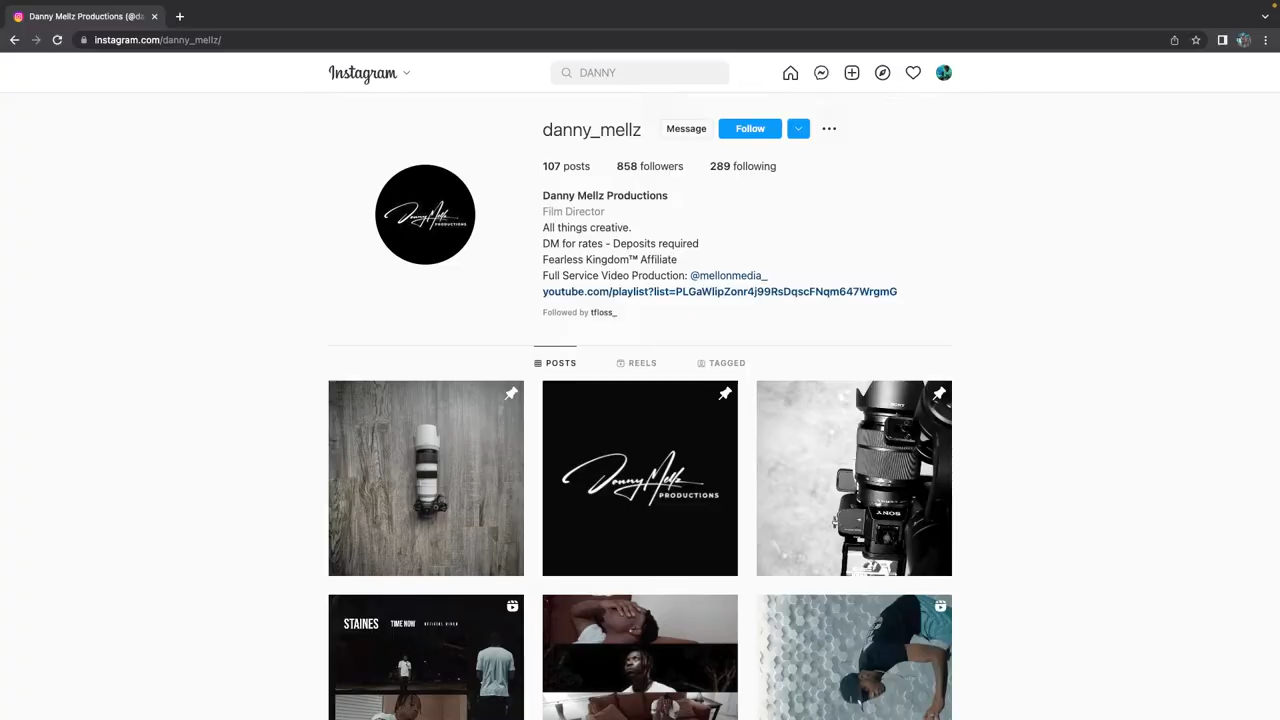 Danny Mellz Productions (@da
instagram.com/danny_mellz/
Instagram
DANNY
danny_mellz
Message
Follow
107 posts
858 followers
289 following
Danny Mellz Productions
Film Director
All things creative.
DM for rates - Deposits required
Fearless Kingdom™ Affiliate
Full Service Video Production: @mellonmedia_
youtube.com/playlist?list=PLGaWlipZonr4j99RsDqscFNqm647WrgmG
Followed by tfloss_
Danny Mellz
PRODUCTIONS
POSTS
REELS
TAGGED
Danny Mellz
PRODUCTIONS
SONY
STAINES TIME NOW OFFICIAL VIDEO